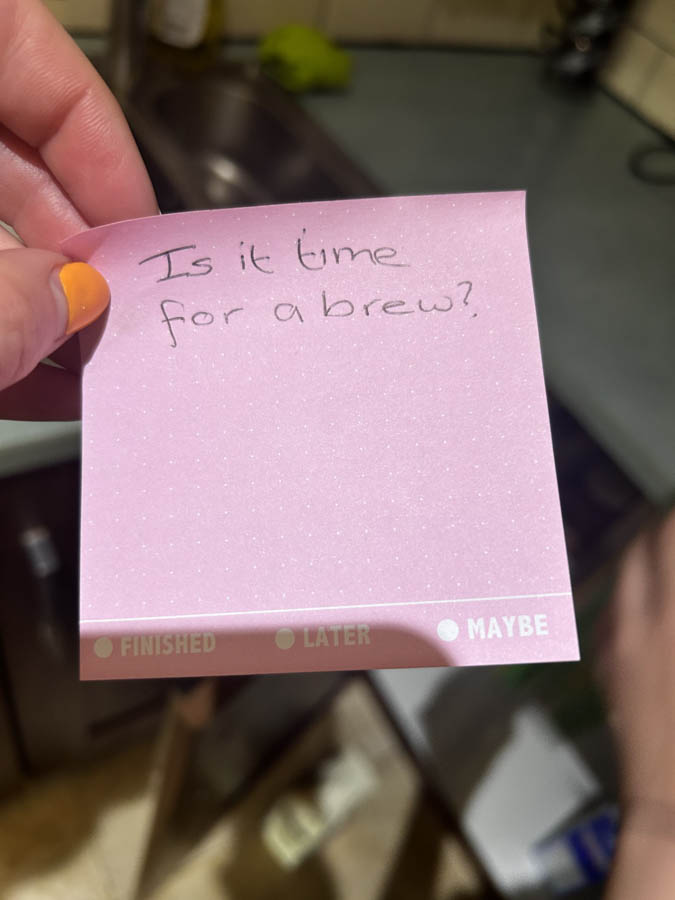 Is it time
for a brew?
FINISHED LATER MAYBE